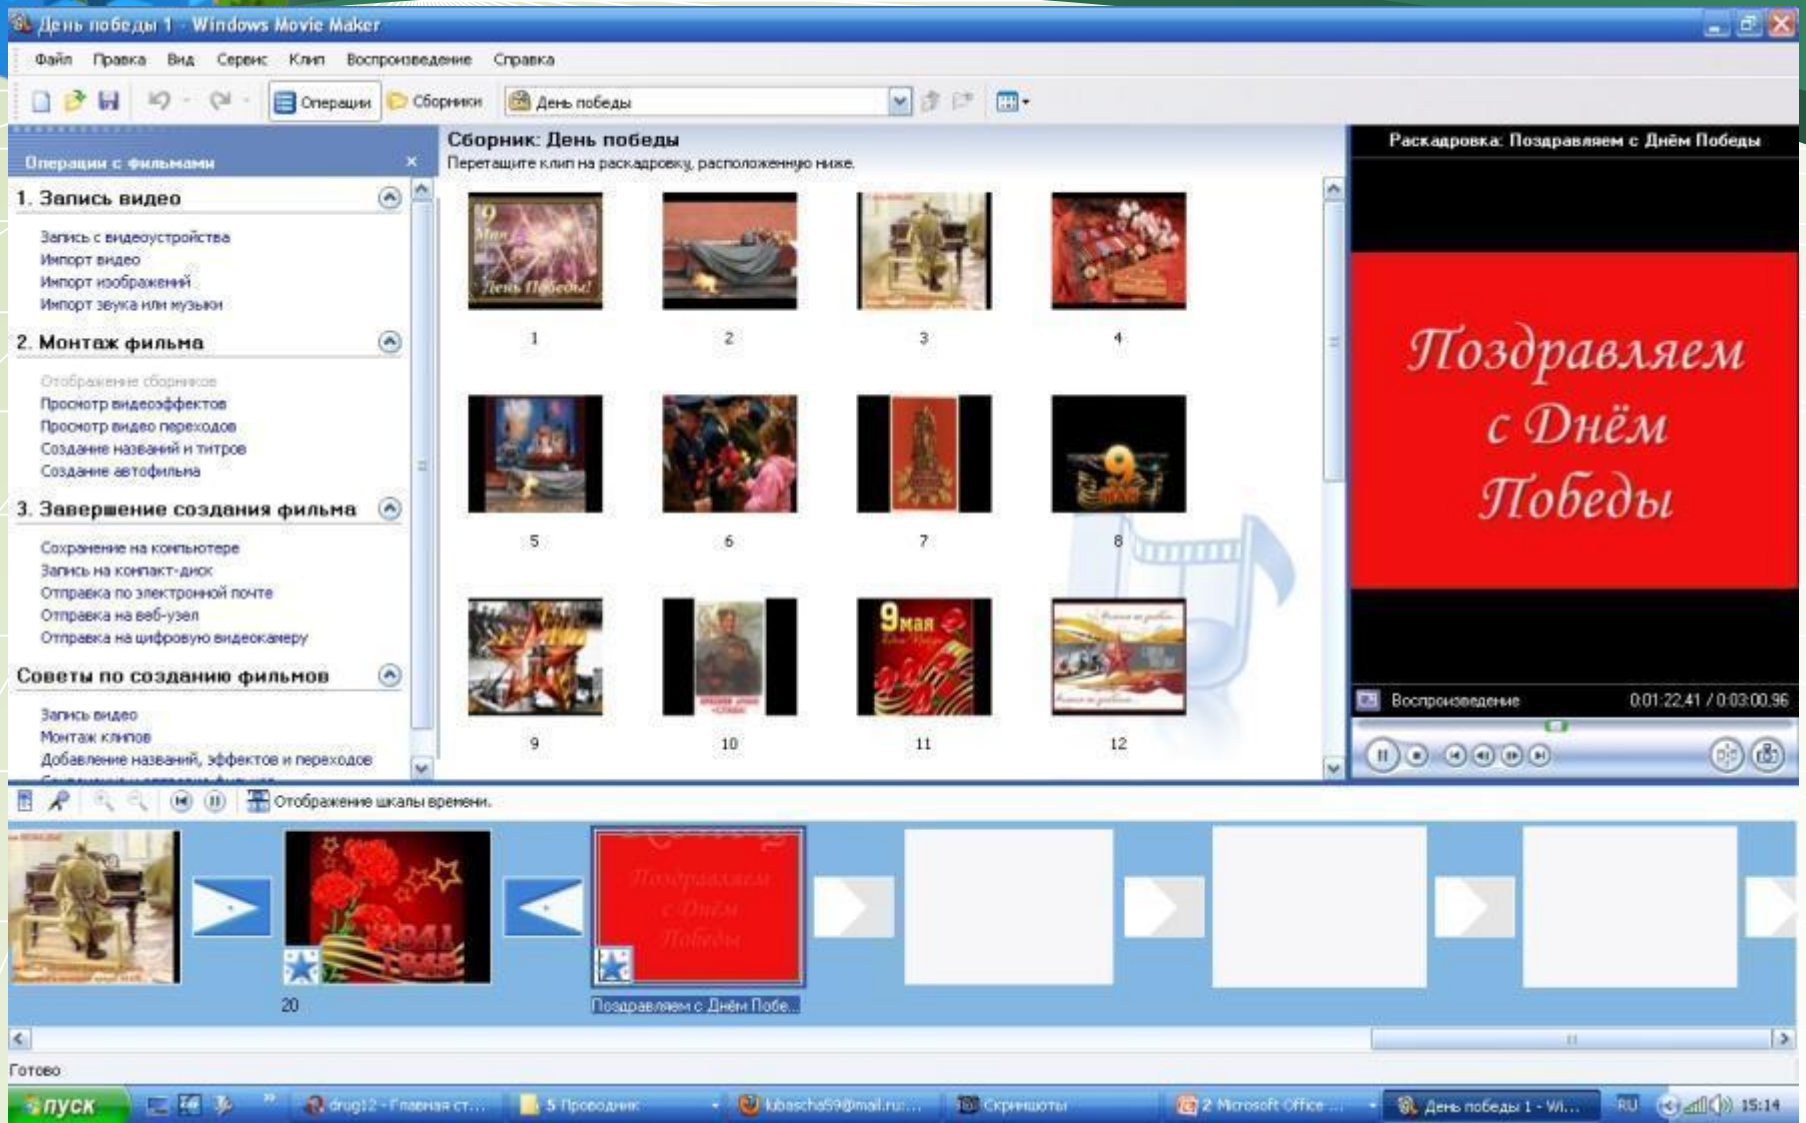 День победы 1 - Windows Movie Maker
Файл Правка Вид Сервис Клип Воспроизведение Справка
Операции Сборники День победы
Операции с фильмами
1. Запись видео
Запись с видеоустройства
Импорт видео
Импорт изображений
Импорт звука или музыки
2. Монтаж фильма
Отображение сборников
Просмотр видеоэффектов
Просмотр видео переходов
Создание названий и титров
Создание автофильма
3. Завершение создания фильма
Сохранение на компьютере
Запись на компакт-диск
Отправка по электронной почте
Отправка на веб-узел
Отправка на цифровую видеокамеру
Советы по созданию фильмов
Запись видео
Монтаж клипов
Добавление названий, эффектов и переходов
Сборник: День победы
Перетащите клип на раскадровку, расположенную ниже.
9
Мая
День Победы!
1 2 3 4
9
МАЯ
5 6 7 8
9 мая
9 10 11 12
Раскадровка: Поздравляем с Днём Победы
Поздравляем
с Днём
Победы
Воспроизведение 0:01:22,41 / 0:03:00,96
Отображение шкалы времени.
1941
1945
Поздравляем
с Днём
Победы
20 Поздравляем с Днём Побе...
Готово
пуск drug12 - Главная ст... 5 Проводник lubascha59@mail.ru:... Скриншоты 2 Microsoft Office ... День победы 1 - Wi... RU 15:14